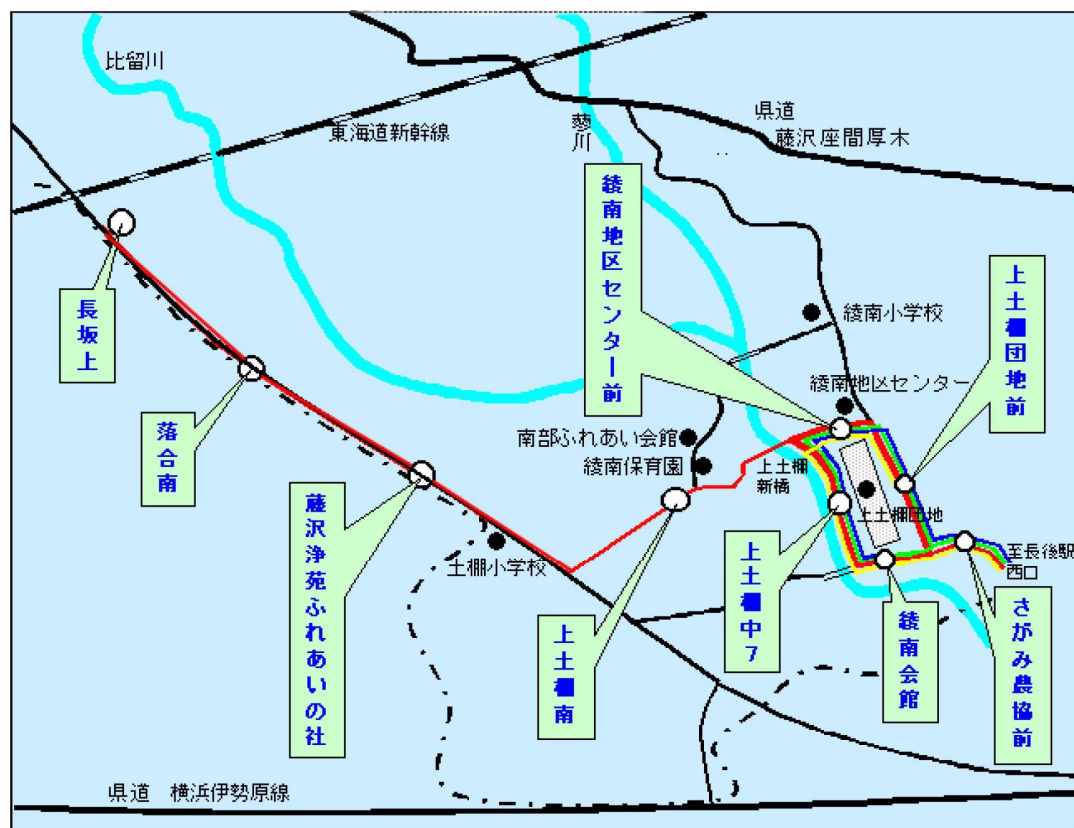 比留川
東海道新幹線
蓼川
県道
藤沢座間厚木
綾南地区センター前
上土棚団地前
長坂上
綾南小学校
綾南地区センター
落合南
南部ふれあい会館
綾南保育園
上土棚
新橋
上土棚団地
藤沢浄苑ふれあいの社
土棚小学校
上土棚南
上土棚中7
綾南会館
至長後駅
西口
さがみ農協前
県道 横浜伊勢原線